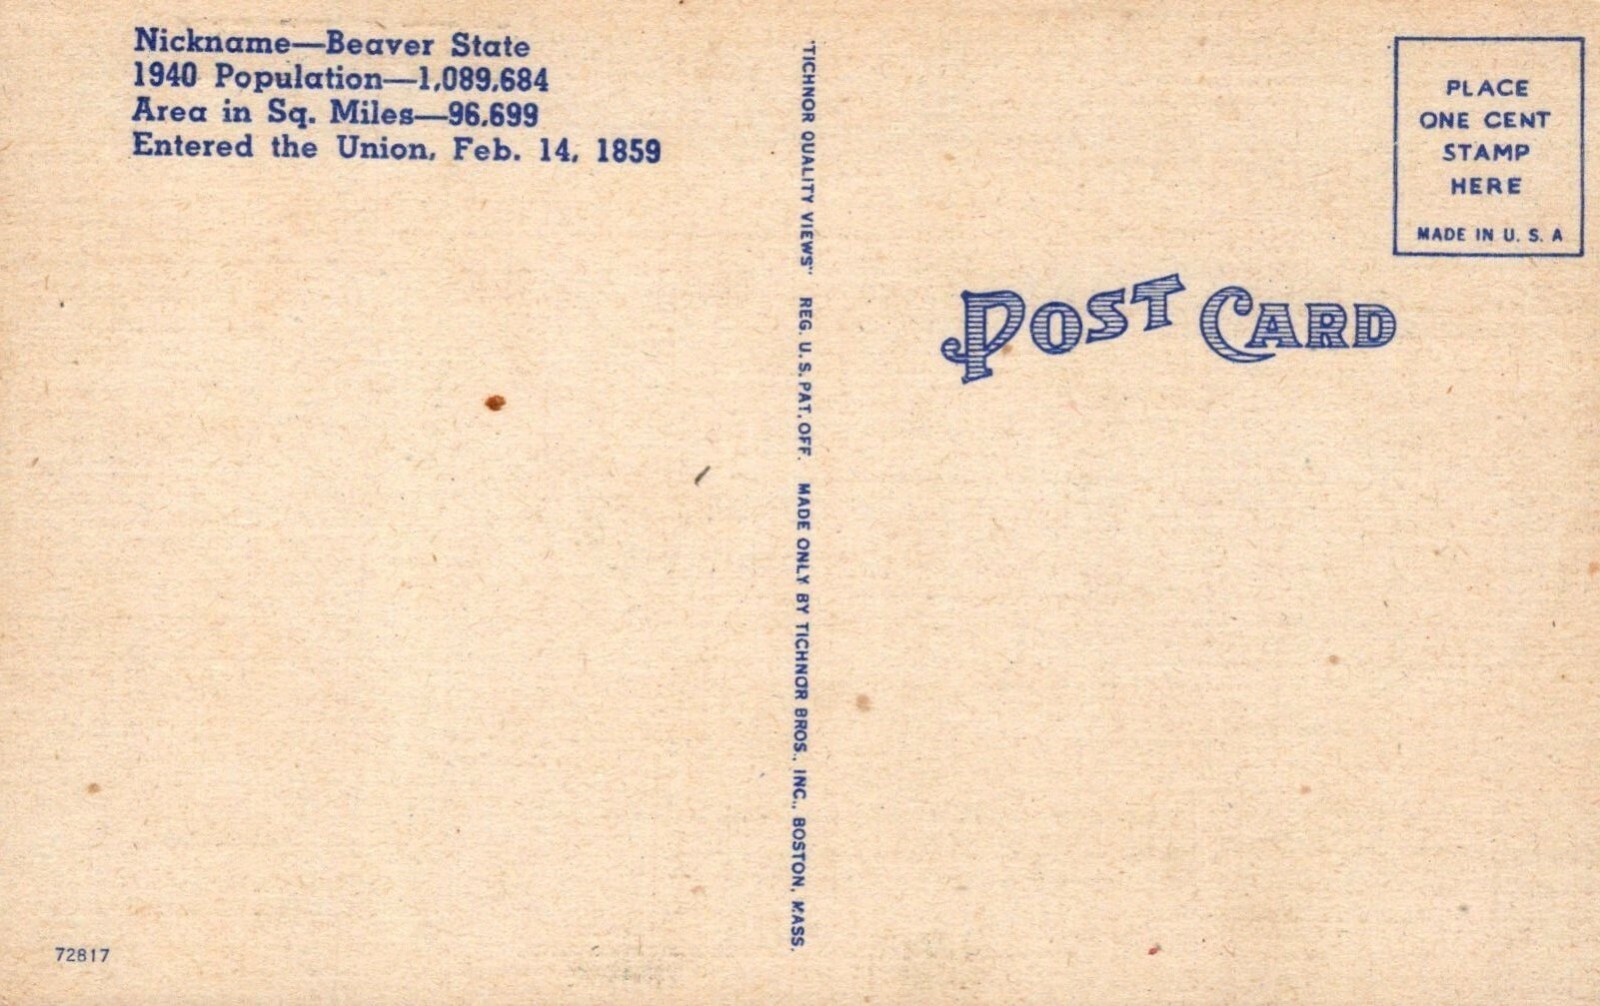 Nickname—Beaver State
1940 Population—1,089,684
Area in Sq. Miles—96,699
Entered the Union, Feb. 14, 1859
"TICHNOR QUALITY VIEWS" REG. U. S. PAT. OFF. MADE ONLY BY TICHNOR BROS., INC., BOSTON, MASS.
PLACE
ONE CENT
STAMP
HERE
MADE IN U. S. A
POST CARD
72817